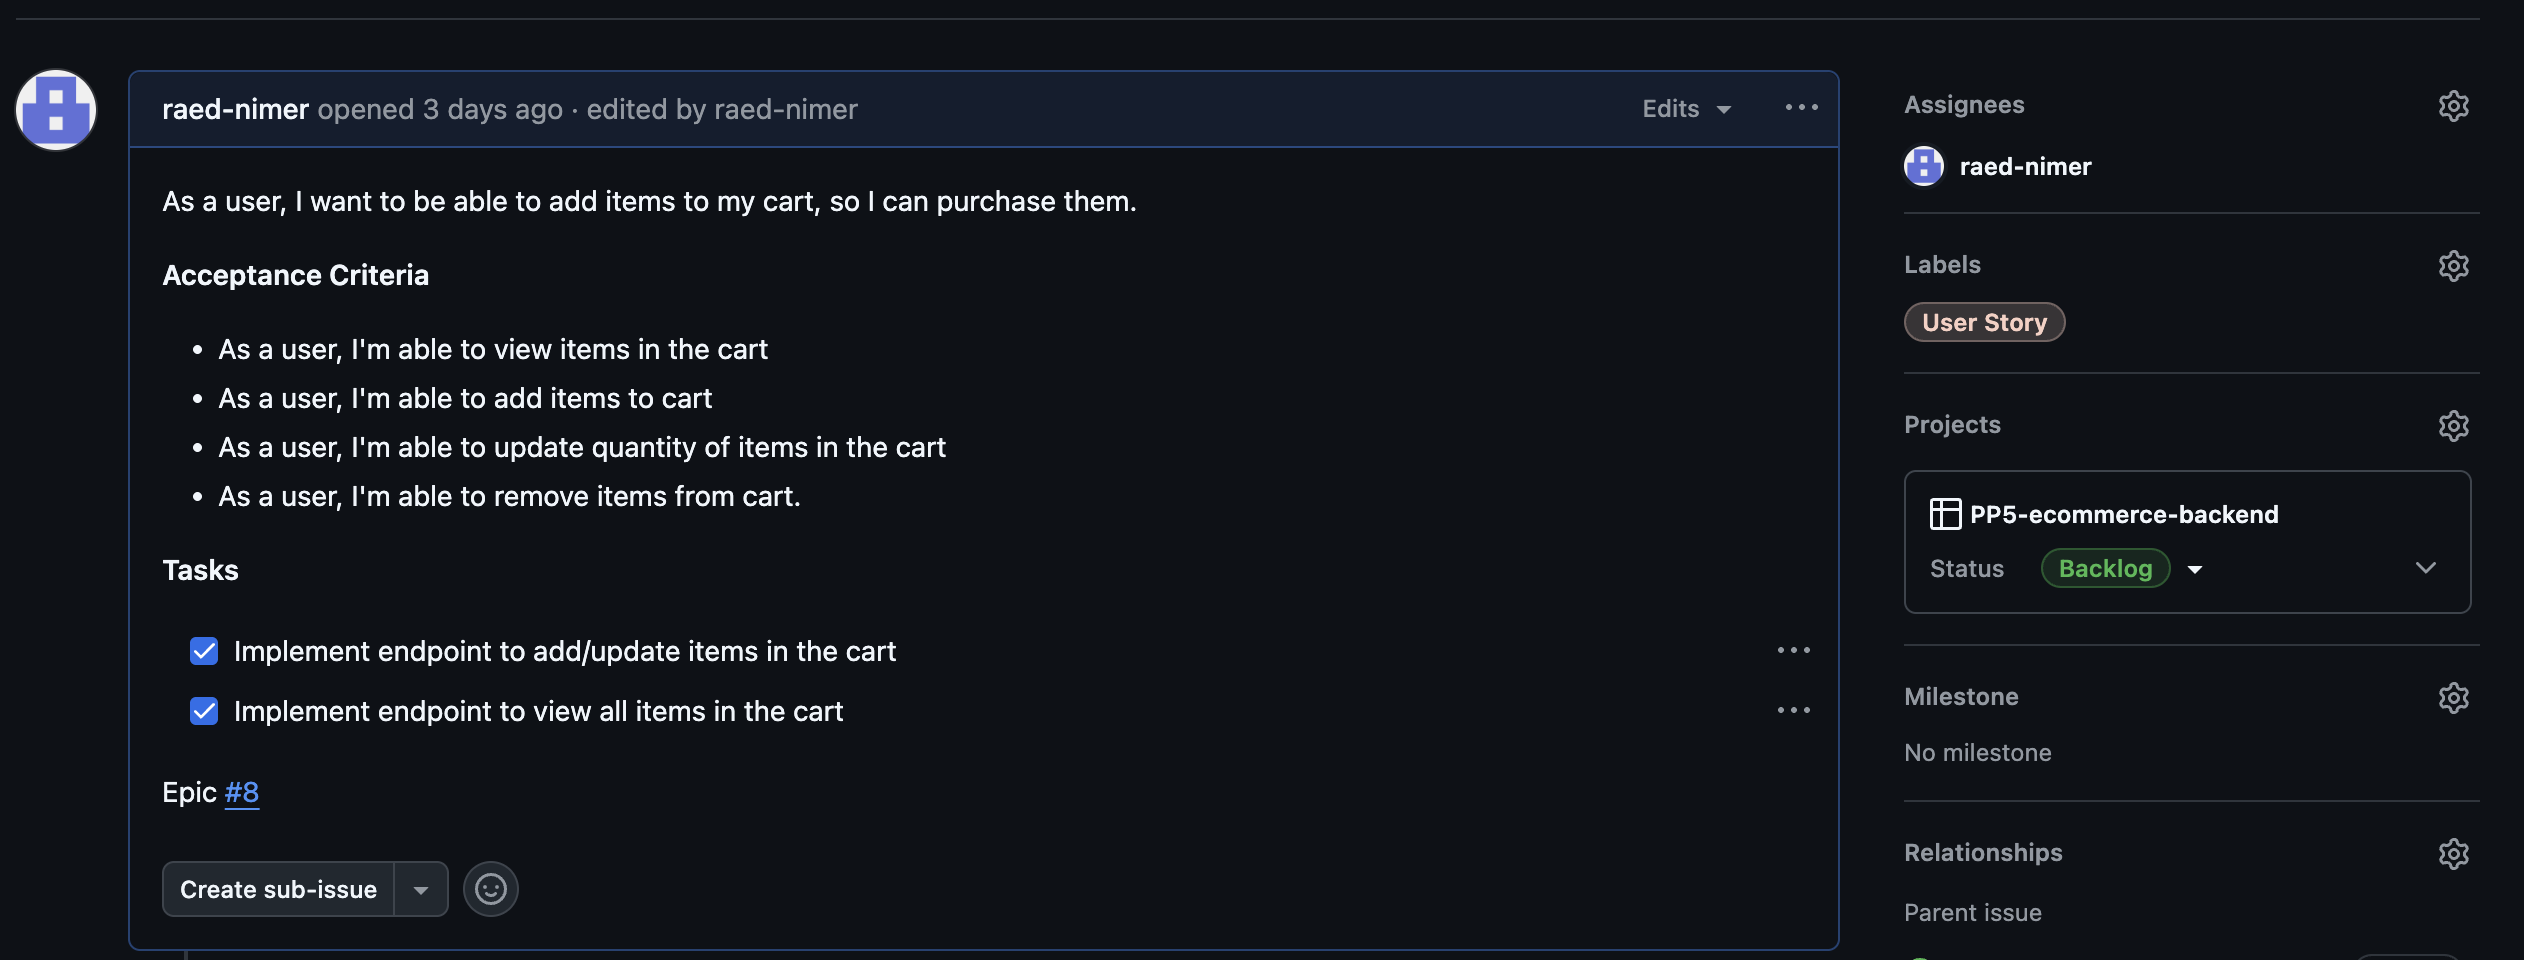 raed-nimer opened 3 days ago · edited by raed-nimer
Edits
As a user, I want to be able to add items to my cart, so I can purchase them.
Acceptance Criteria
• As a user, I'm able to view items in the cart
• As a user, I'm able to add items to cart
• As a user, I'm able to update quantity of items in the cart
• As a user, I'm able to remove items from cart.
Tasks
Implement endpoint to add/update items in the cart
Implement endpoint to view all items in the cart
Epic #8
Create sub-issue
Assignees
raed-nimer
Labels
User Story
Projects
PP5-ecommerce-backend
Status Backlog
Milestone
No milestone
Relationships
Parent issue